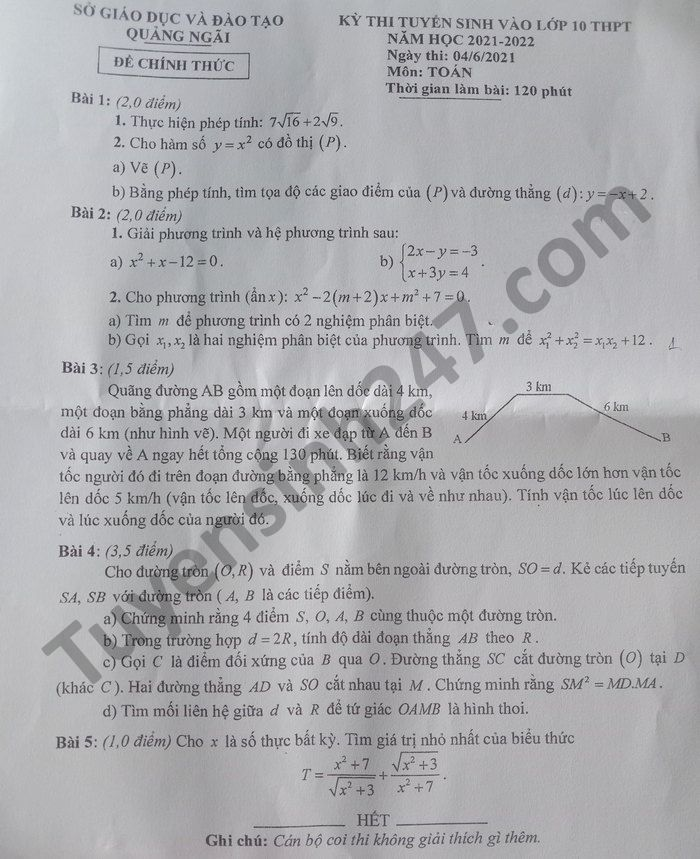 SỞ GIÁO DỤC VÀ ĐÀO TẠO
QUẢNG NGÃI
ĐỀ CHÍNH THỨC
KỲ THI TUYỂN SINH VÀO LỚP 10 THPT
NĂM HỌC 2021-2022
Ngày thi: 04/6/2021
Môn: TOÁN
Thời gian làm bài: 120 phút
Bài 1: (2,0 điểm)
1. Thực hiện phép tính: 7√16 + 2√9.
2. Cho hàm số y = x² có đồ thị (P).
a) Vẽ (P).
b) Bằng phép tính, tìm tọa độ các giao điểm của (P) và đường thẳng (d): y = −x + 2.
Bài 2: (2,0 điểm)
1. Giải phương trình và hệ phương trình sau:
a) x² + x − 12 = 0. b) {2x − y = −3
x + 3y = 4.
2. Cho phương trình (ẩn x): x² − 2(m + 2)x + m² + 7 = 0.
a) Tìm m để phương trình có 2 nghiệm phân biệt.
b) Gọi x₁, x₂ là hai nghiệm phân biệt của phương trình. Tìm m để x₁² + x₂² = x₁x₂ + 12.
Bài 3: (1,5 điểm)
Quãng đường AB gồm một đoạn lên dốc dài 4 km,
một đoạn bằng phẳng dài 3 km và một đoạn xuống dốc
dài 6 km (như hình vẽ). Một người đi xe đạp từ A đến B
và quay về A ngay hết tổng cộng 130 phút. Biết rằng vận
tốc người đó đi trên đoạn đường bằng phẳng là 12 km/h và vận tốc xuống dốc lớn hơn vận tốc
lên dốc 5 km/h (vận tốc lên dốc, xuống dốc lúc đi và về như nhau). Tính vận tốc lúc lên dốc
và lúc xuống dốc của người đó.
3 km
4 km
6 km
A
B
Bài 4: (3,5 điểm)
Cho đường tròn (O, R) và điểm S nằm bên ngoài đường tròn, SO = d. Kẻ các tiếp tuyến
SA, SB với đường tròn ( A, B là các tiếp điểm).
a) Chứng minh rằng 4 điểm S, O, A, B cùng thuộc một đường tròn.
b) Trong trường hợp d = 2R, tính độ dài đoạn thẳng AB theo R.
c) Gọi C là điểm đối xứng của B qua O. Đường thẳng SC cắt đường tròn (O) tại D
(khác C). Hai đường thẳng AD và SO cắt nhau tại M. Chứng minh rằng SM² = MD.MA.
d) Tìm mối liên hệ giữa d và R để tứ giác OAMB là hình thoi.
Bài 5: (1,0 điểm) Cho x là số thực bất kỳ. Tìm giá trị nhỏ nhất của biểu thức
T = (x² + 7)/√(x² + 3) + √(x² + 3)/(x² + 7).
HẾT
Ghi chú: Cán bộ coi thi không giải thích gì thêm.
Tuyensinh247.com